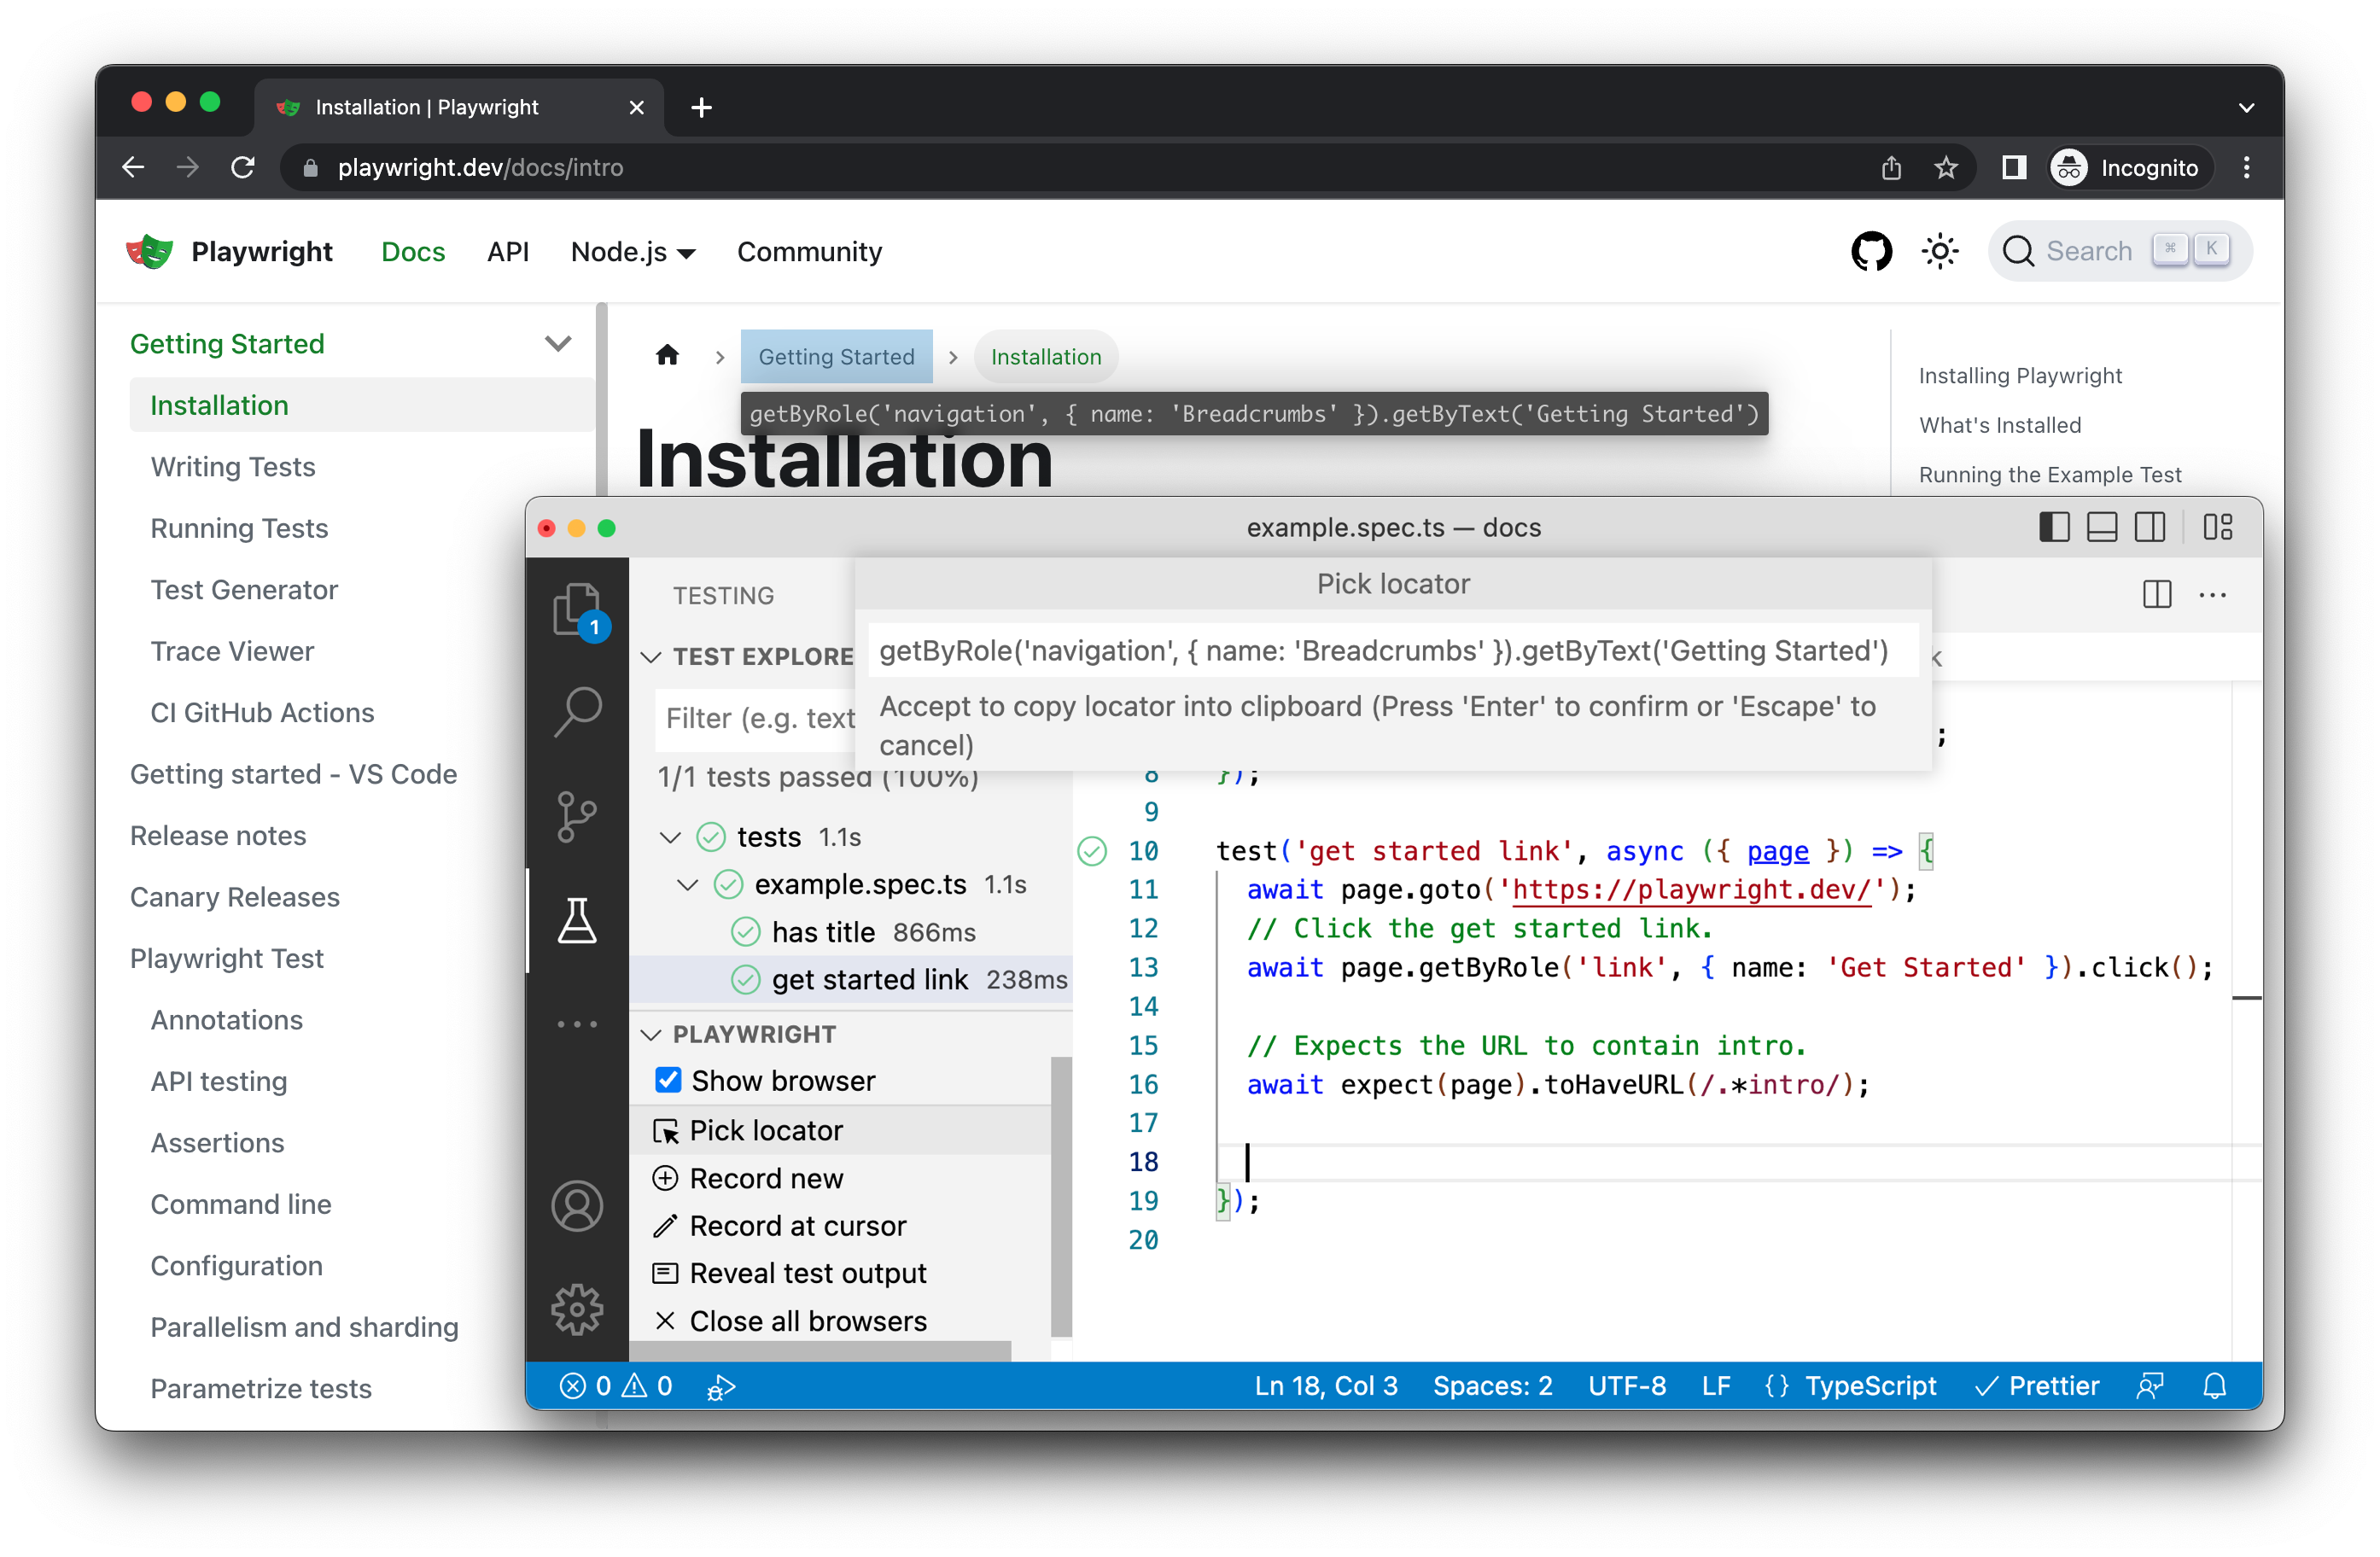 Installation | Playwright
playwright.dev/docs/intro
Incognito
Playwright
Docs
API
Node.js
Community
Search
⌘ K
Getting Started
Installation
Writing Tests
Running Tests
Test Generator
Trace Viewer
CI GitHub Actions
Getting started - VS Code
Release notes
Canary Releases
Playwright Test
Annotations
API testing
Assertions
Command line
Configuration
Parallelism and sharding
Parametrize tests
Getting Started
Installation
getByRole('navigation', { name: 'Breadcrumbs' }).getByText('Getting Started')
Installation
Installing Playwright
What's Installed
Running the Example Test
example.spec.ts — docs
1
TESTING
TEST EXPLORE
Filter (e.g. text
1/1 tests passed (100%)
tests 1.1s
example.spec.ts 1.1s
has title 866ms
get started link 238ms
PLAYWRIGHT
Show browser
Pick locator
Record new
Record at cursor
Reveal test output
Close all browsers
Pick locator
getByRole('navigation', { name: 'Breadcrumbs' }).getByText('Getting Started')
Accept to copy locator into clipboard (Press 'Enter' to confirm or 'Escape' to
cancel)
k
;
8 });
9
10 test('get started link', async ({ page }) => {
11 await page.goto('https://playwright.dev/');
12 // Click the get started link.
13 await page.getByRole('link', { name: 'Get Started' }).click();
14
15 // Expects the URL to contain intro.
16 await expect(page).toHaveURL(/.*intro/);
17
18
19 });
20
0 0
Ln 18, Col 3
Spaces: 2
UTF-8
LF
{} TypeScript
Prettier